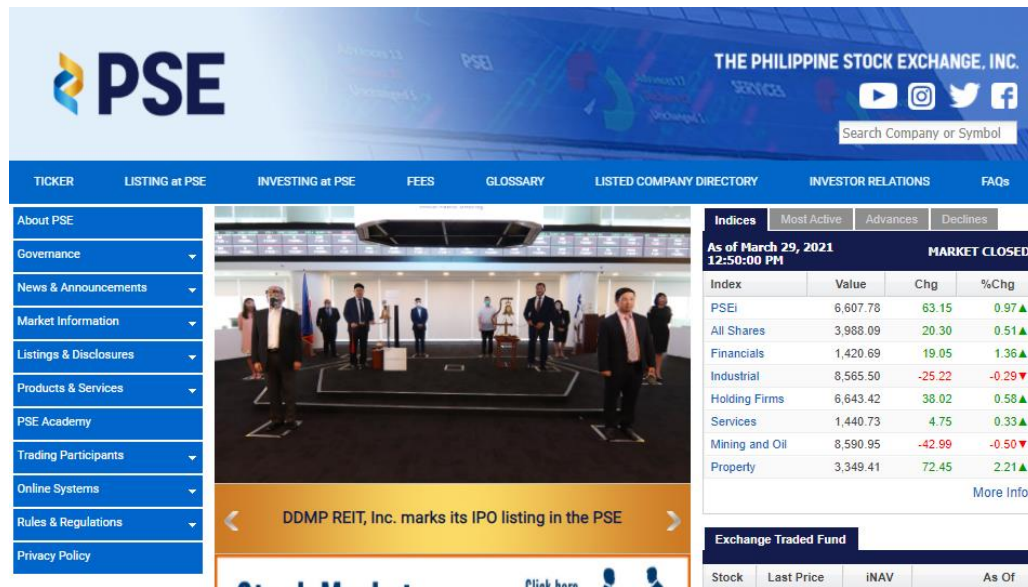 PSE
THE PHILIPPINE STOCK EXCHANGE, INC.
Search Company or Symbol
TICKER LISTING at PSE INVESTING at PSE FEES GLOSSARY LISTED COMPANY DIRECTORY INVESTOR RELATIONS FAQs
About PSE
Governance
News & Announcements
Market Information
Listings & Disclosures
Products & Services
PSE Academy
Trading Participants
Online Systems
Rules & Regulations
Privacy Policy
DDMP REIT, Inc. marks its IPO listing in the PSE
Click here
Indices Most Active Advances Declines
As of March 29, 2021
12:50:00 PM MARKET CLOSED
Index Value Chg %Chg
PSEi 6,607.78 63.15 0.97▲
All Shares 3,988.09 20.30 0.51▲
Financials 1,420.69 19.05 1.36▲
Industrial 8,565.50 -25.22 -0.29▼
Holding Firms 6,643.42 38.02 0.58▲
Services 1,440.73 4.75 0.33▲
Mining and Oil 8,590.95 -42.99 -0.50▼
Property 3,349.41 72.45 2.21▲
More Info
Exchange Traded Fund
Stock Last Price iNAV As Of